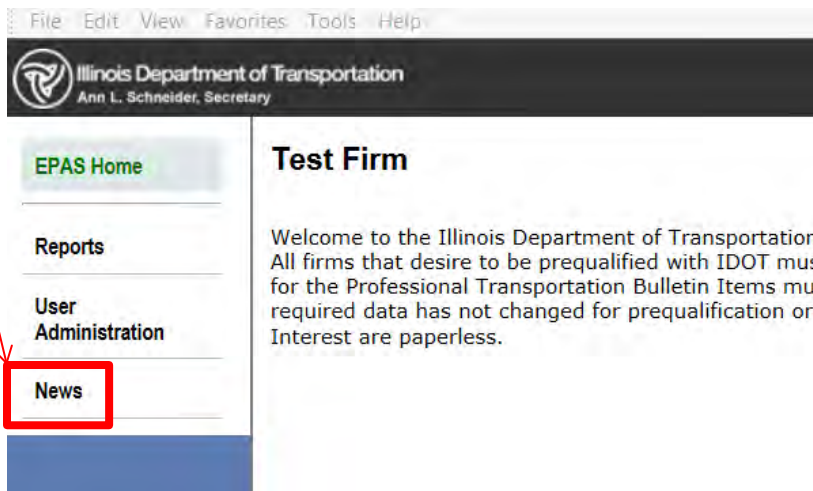 File Edit View Favorites Tools Help
Illinois Department of Transportation
Ann L. Schneider, Secretary
EPAS Home
Reports
User
Administration
News
Test Firm
Welcome to the Illinois Department of Transportation
All firms that desire to be prequalified with IDOT mus
for the Professional Transportation Bulletin Items mu
required data has not changed for prequalification or
Interest are paperless.